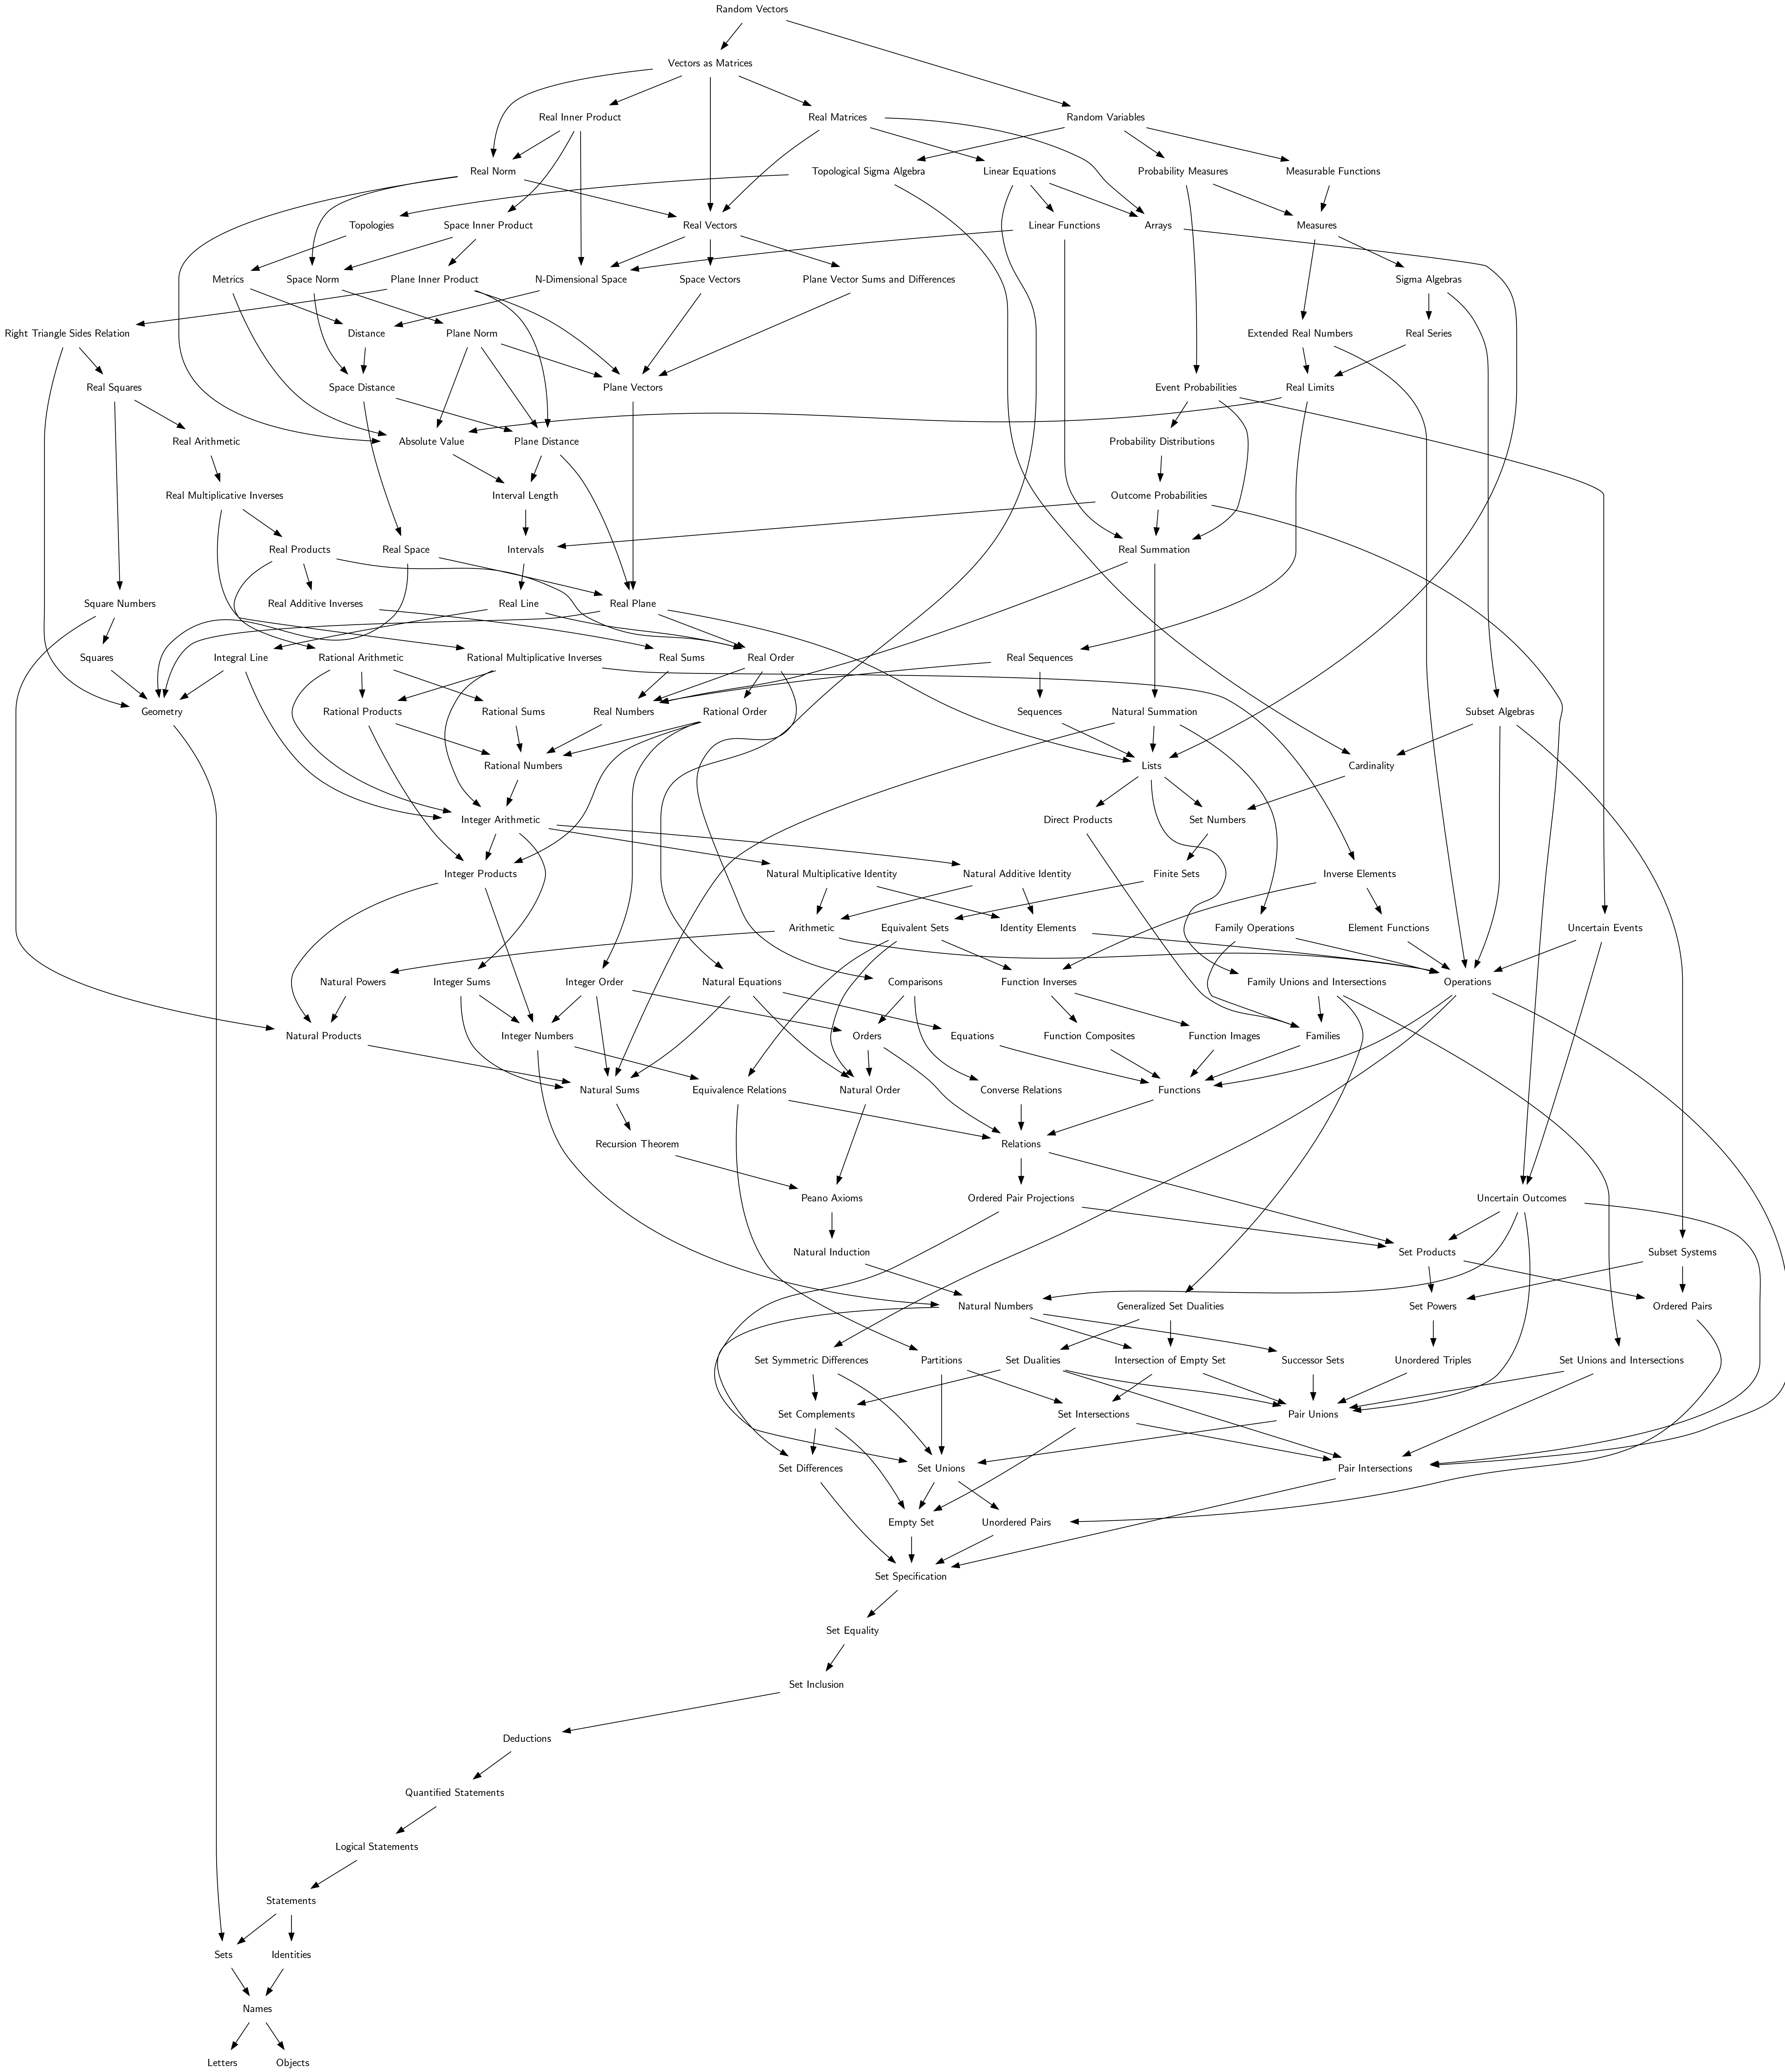 Random Vectors
Vectors as Matrices
Real Inner Product
Real Matrices
Random Variables
Real Norm
Topological Sigma Algebra
Linear Equations
Probability Measures
Measurable Functions
Topologies
Space Inner Product
Real Vectors
Linear Functions
Arrays
Measures
Metrics
Space Norm
Plane Inner Product
N-Dimensional Space
Space Vectors
Plane Vector Sums and Differences
Sigma Algebras
Right Triangle Sides Relation
Distance
Plane Norm
Extended Real Numbers
Real Series
Real Squares
Space Distance
Plane Vectors
Event Probabilities
Real Limits
Real Arithmetic
Absolute Value
Plane Distance
Probability Distributions
Real Multiplicative Inverses
Interval Length
Outcome Probabilities
Real Products
Real Space
Intervals
Real Summation
Square Numbers
Real Additive Inverses
Real Line
Real Plane
Squares
Integral Line
Rational Arithmetic
Rational Multiplicative Inverses
Real Sums
Real Order
Real Sequences
Geometry
Rational Products
Rational Sums
Real Numbers
Rational Order
Sequences
Natural Summation
Subset Algebras
Rational Numbers
Lists
Cardinality
Integer Arithmetic
Direct Products
Set Numbers
Integer Products
Natural Multiplicative Identity
Natural Additive Identity
Finite Sets
Inverse Elements
Arithmetic
Equivalent Sets
Identity Elements
Family Operations
Element Functions
Uncertain Events
Natural Powers
Integer Sums
Integer Order
Natural Equations
Comparisons
Function Inverses
Family Unions and Intersections
Operations
Natural Products
Integer Numbers
Orders
Equations
Function Composites
Function Images
Families
Natural Sums
Equivalence Relations
Natural Order
Converse Relations
Functions
Recursion Theorem
Relations
Peano Axioms
Ordered Pair Projections
Uncertain Outcomes
Natural Induction
Set Products
Subset Systems
Natural Numbers
Generalized Set Dualities
Set Powers
Ordered Pairs
Set Symmetric Differences
Partitions
Set Dualities
Intersection of Empty Set
Successor Sets
Unordered Triples
Set Unions and Intersections
Set Complements
Set Intersections
Pair Unions
Set Differences
Set Unions
Pair Intersections
Empty Set
Unordered Pairs
Set Specification
Set Equality
Set Inclusion
Deductions
Quantified Statements
Logical Statements
Statements
Sets
Identities
Names
Letters
Objects